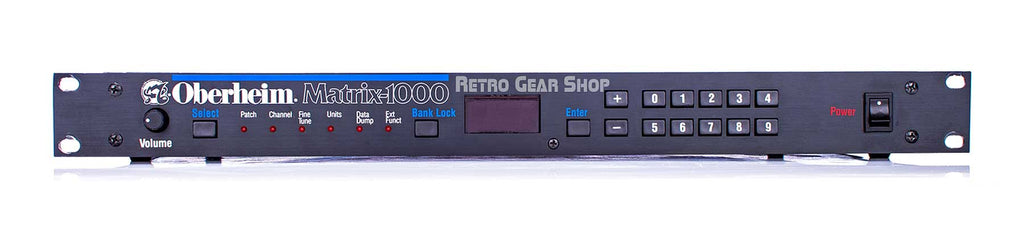 RETRO GEAR SHOP
Oberheim. Matrix-1000
Select
Patch Channel Fine Tune Units Data Dump Ext Funct
Bank Lock
Enter
+ 0 1 2 3 4
– 5 6 7 8 9
Power
Volume